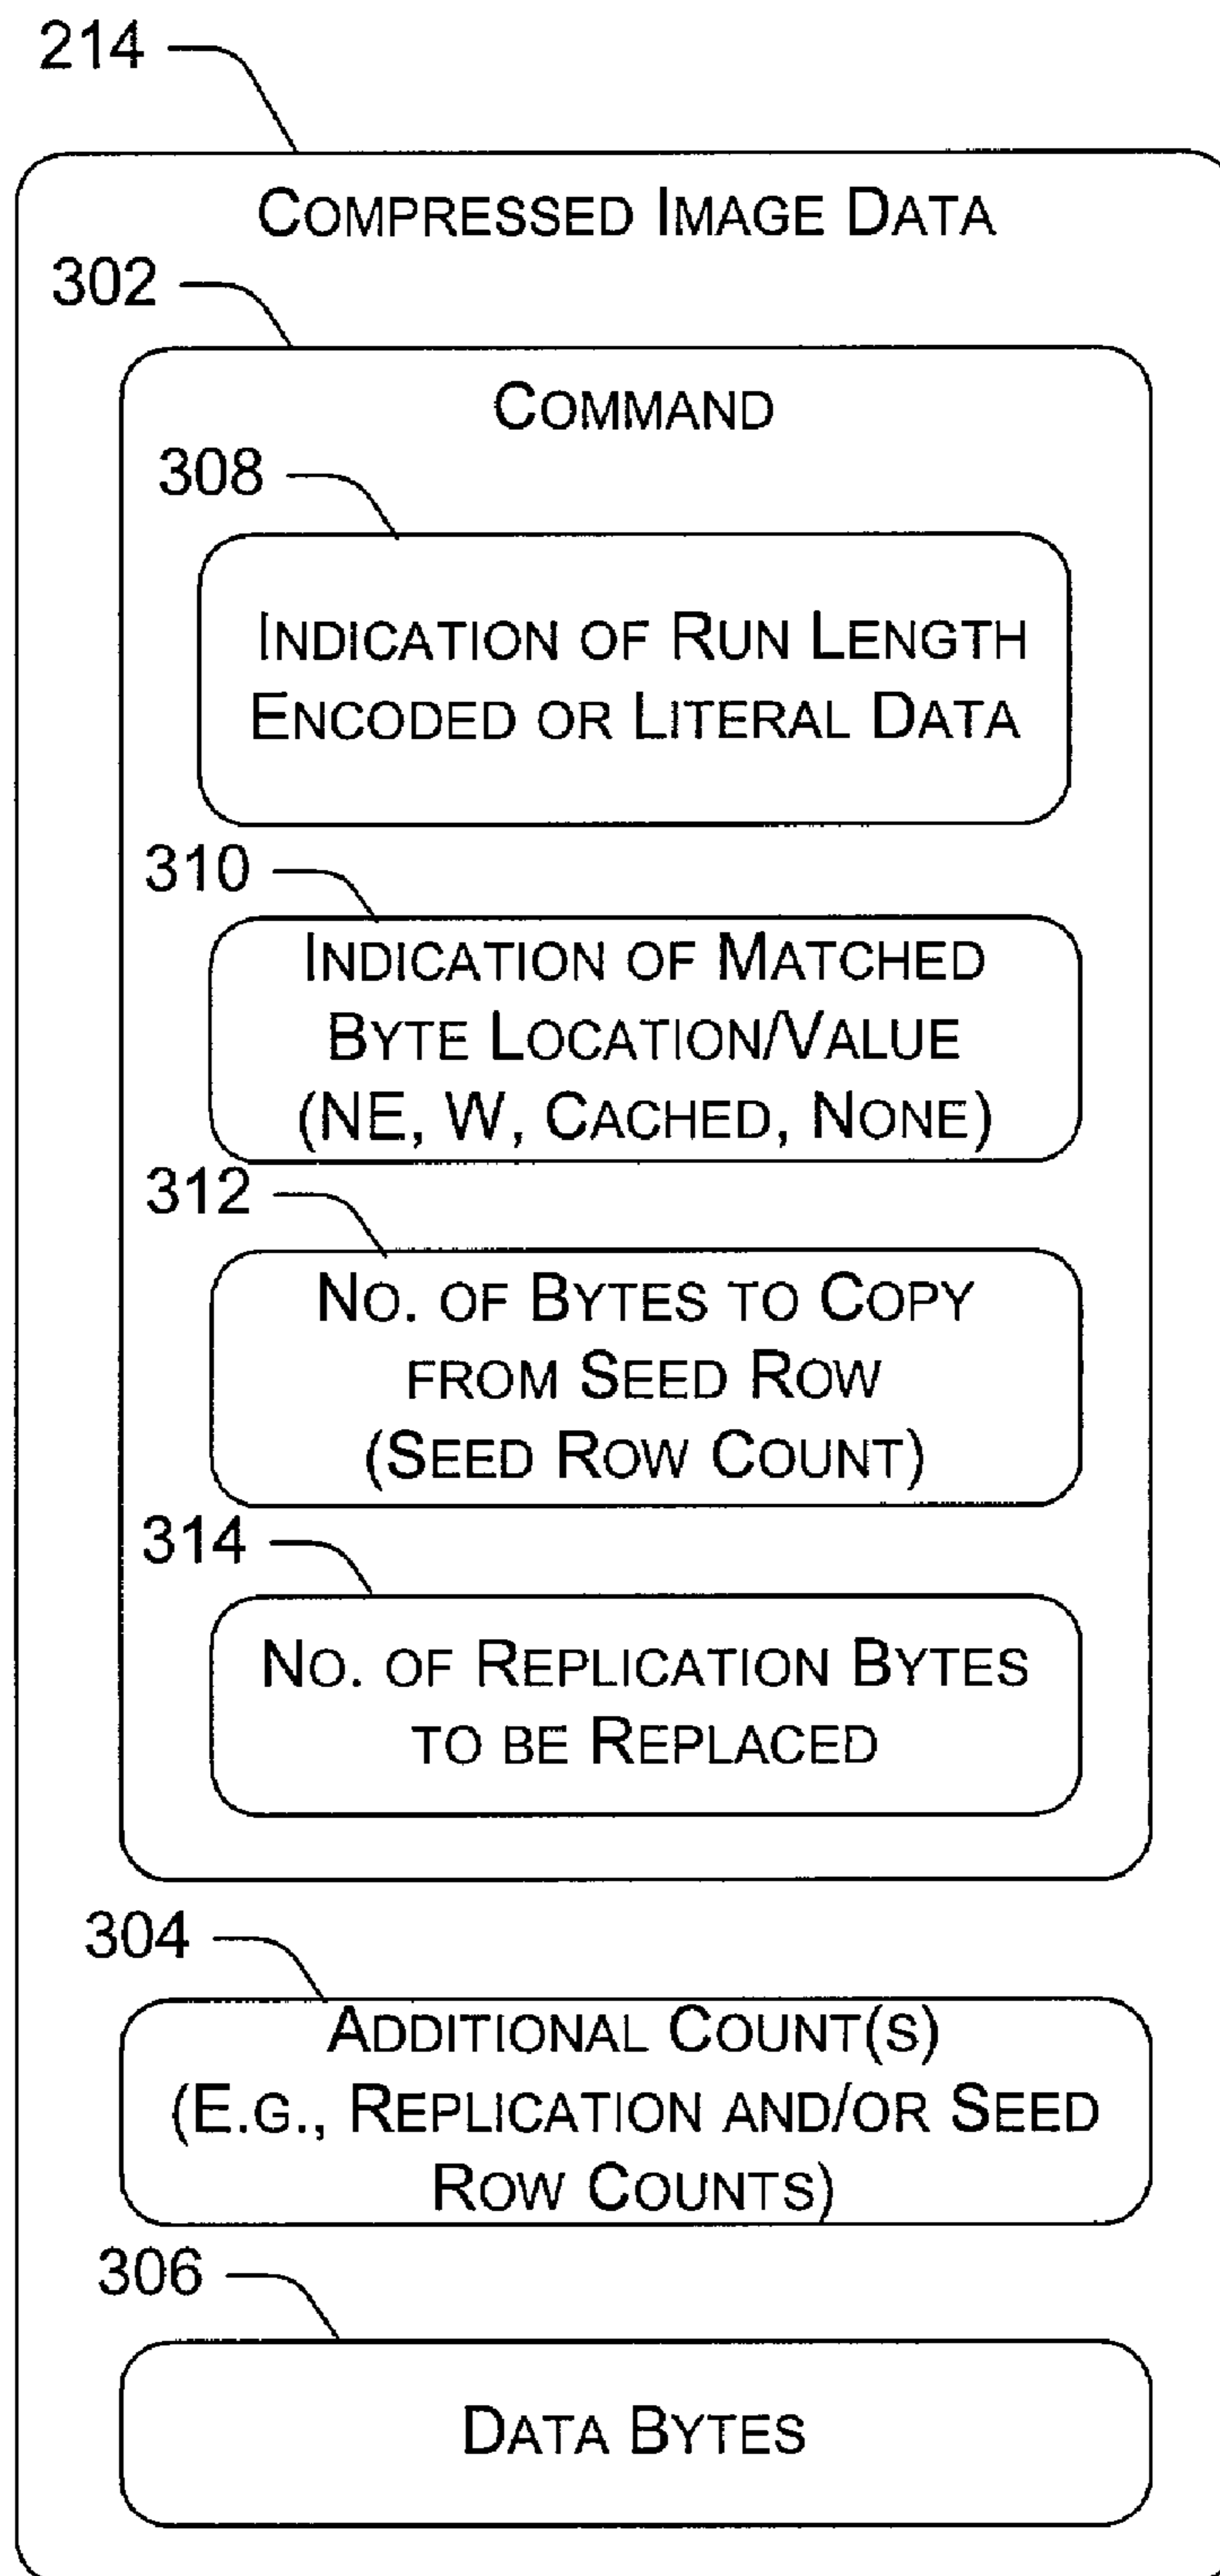 214
COMPRESSED IMAGE DATA
302
COMMAND
308
INDICATION OF RUN LENGTH
ENCODED OR LITERAL DATA
310
INDICATION OF MATCHED
BYTE LOCATION/VALUE
(NE, W, CACHED, NONE)
312
NO. OF BYTES TO COPY
FROM SEED ROW
(SEED ROW COUNT)
314
NO. OF REPLICATION BYTES
TO BE REPLACED
304
ADDITIONAL COUNT(S)
(E.G., REPLICATION AND/OR SEED
ROW COUNTS)
306
DATA BYTES